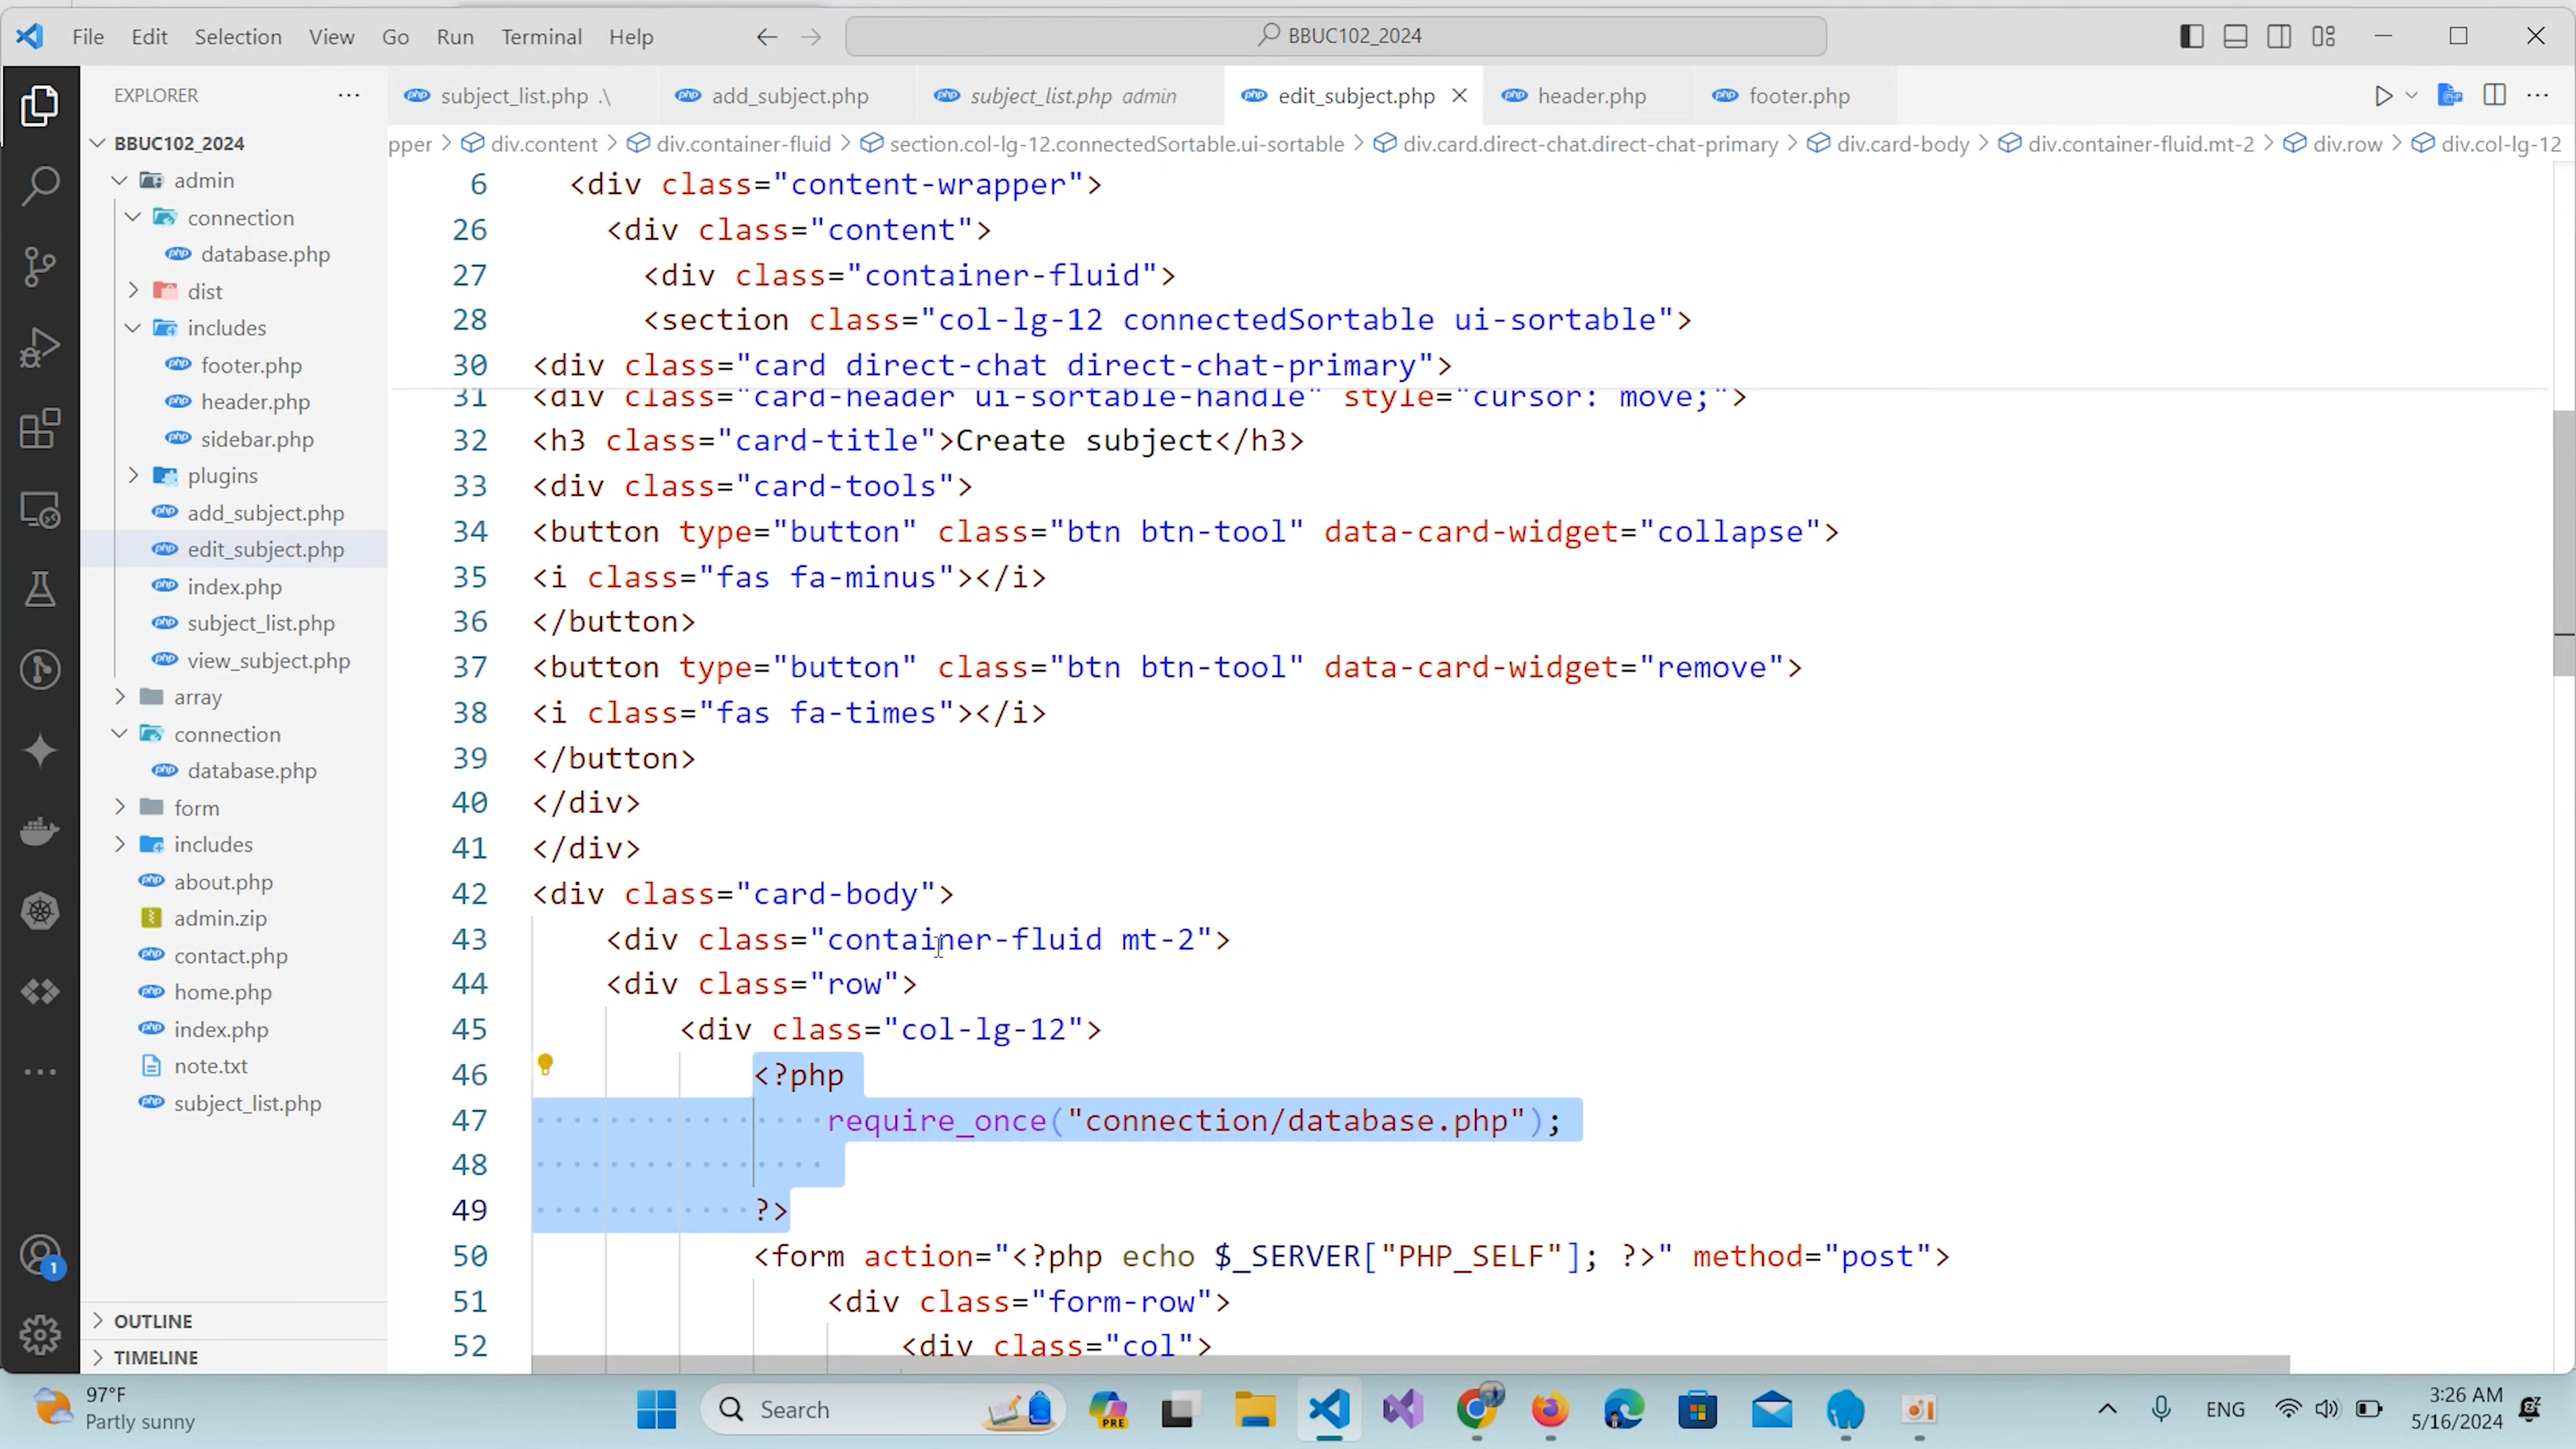 File Edit Selection View Go Run Terminal Help
BBUC102_2024
EXPLORER
subject_list.php .\
add_subject.php
subject_list.php admin
edit_subject.php
header.php
footer.php
pper > div.content > div.container-fluid > section.col-lg-12.connectedSortable.ui-sortable > div.card.direct-chat.direct-chat-primary > div.card-body > div.container-fluid.mt-2 > div.row > div.col-lg-12
BBUC102_2024
admin
connection
database.php
dist
includes
footer.php
header.php
sidebar.php
plugins
add_subject.php
edit_subject.php
index.php
subject_list.php
view_subject.php
array
connection
database.php
form
includes
about.php
admin.zip
contact.php
home.php
index.php
note.txt
subject_list.php
OUTLINE
TIMELINE
1
6 <div class="content-wrapper">
26 <div class="content">
27 <div class="container-fluid">
28 <section class="col-lg-12 connectedSortable ui-sortable">
30 <div class="card direct-chat direct-chat-primary">
31 <div class="card-header ui-sortable-handle" style="cursor: move;">
32 <h3 class="card-title">Create subject</h3>
33 <div class="card-tools">
34 <button type="button" class="btn btn-tool" data-card-widget="collapse">
35 <i class="fas fa-minus"></i>
36 </button>
37 <button type="button" class="btn btn-tool" data-card-widget="remove">
38 <i class="fas fa-times"></i>
39 </button>
40 </div>
41 </div>
42 <div class="card-body">
43 <div class="container-fluid mt-2">
44 <div class="row">
45 <div class="col-lg-12">
46 <?php
47 require_once("connection/database.php");
48
49 ?>
50 <form action="<?php echo $_SERVER["PHP_SELF"]; ?>" method="post">
51 <div class="form-row">
52 <div class="col">
97°F
Partly sunny
Search
PRE
ENG
3:26 AM
5/16/2024